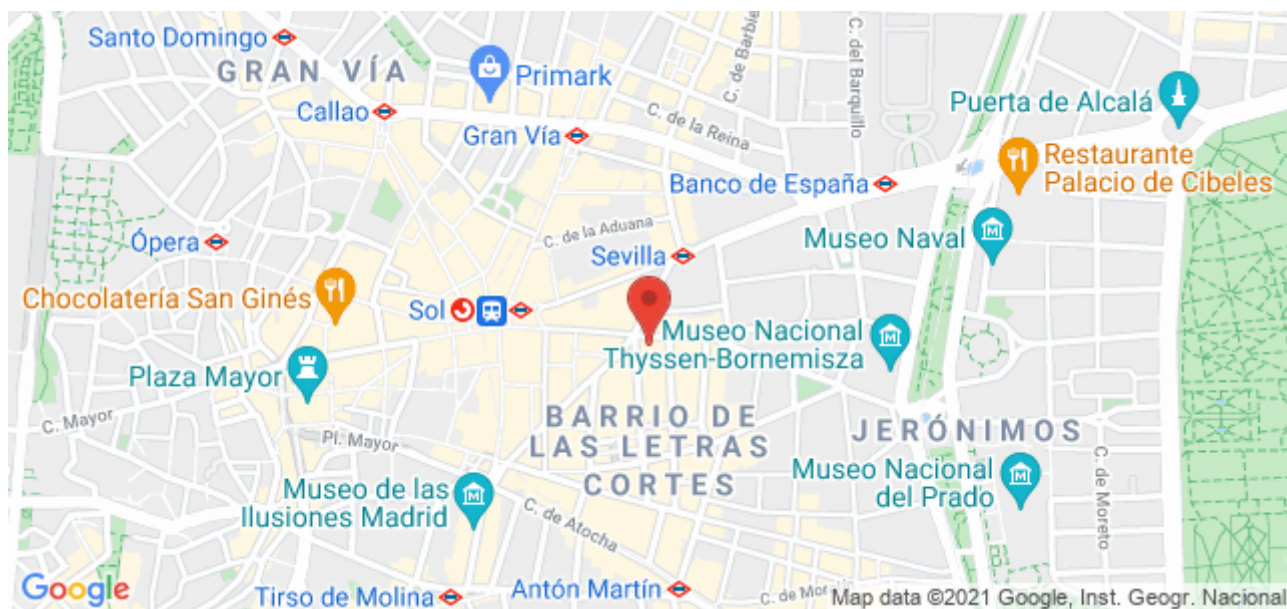 Santo Domingo
GRAN VÍA
Primark
Callao
Gran Vía
C. de la Reina
C. de Barbie
C. del Barquillo
Puerta de Alcalá
Restaurante
Palacio de Cibeles
Banco de España
C. de la Aduana
Ópera
Sevilla
Museo Naval
Chocolatería San Ginés
Sol
Museo Nacional
Thyssen-Bornemisza
Plaza Mayor
C. Mayor
Pl. Mayor
BARRIO DE
LAS LETRAS
CORTES
JERÓNIMOS
Museo Nacional
del Prado
C. de Moreto
Museo de las
Ilusiones Madrid
C. de Atocha
Google
Tirso de Molina
Antón Martín
Map data ©2021 Google, Inst. Geogr. Nacional